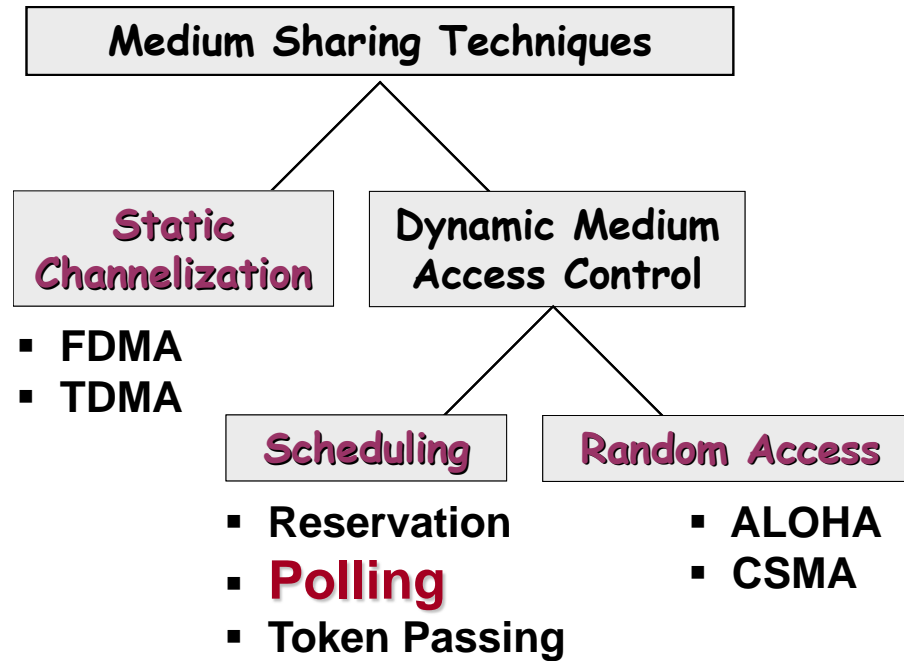 Medium Sharing Techniques
Static
Channelization
Dynamic Medium
Access Control
▪ FDMA
▪ TDMA
Scheduling
Random Access
▪ Reservation
▪ Polling
▪ Token Passing
▪ ALOHA
▪ CSMA